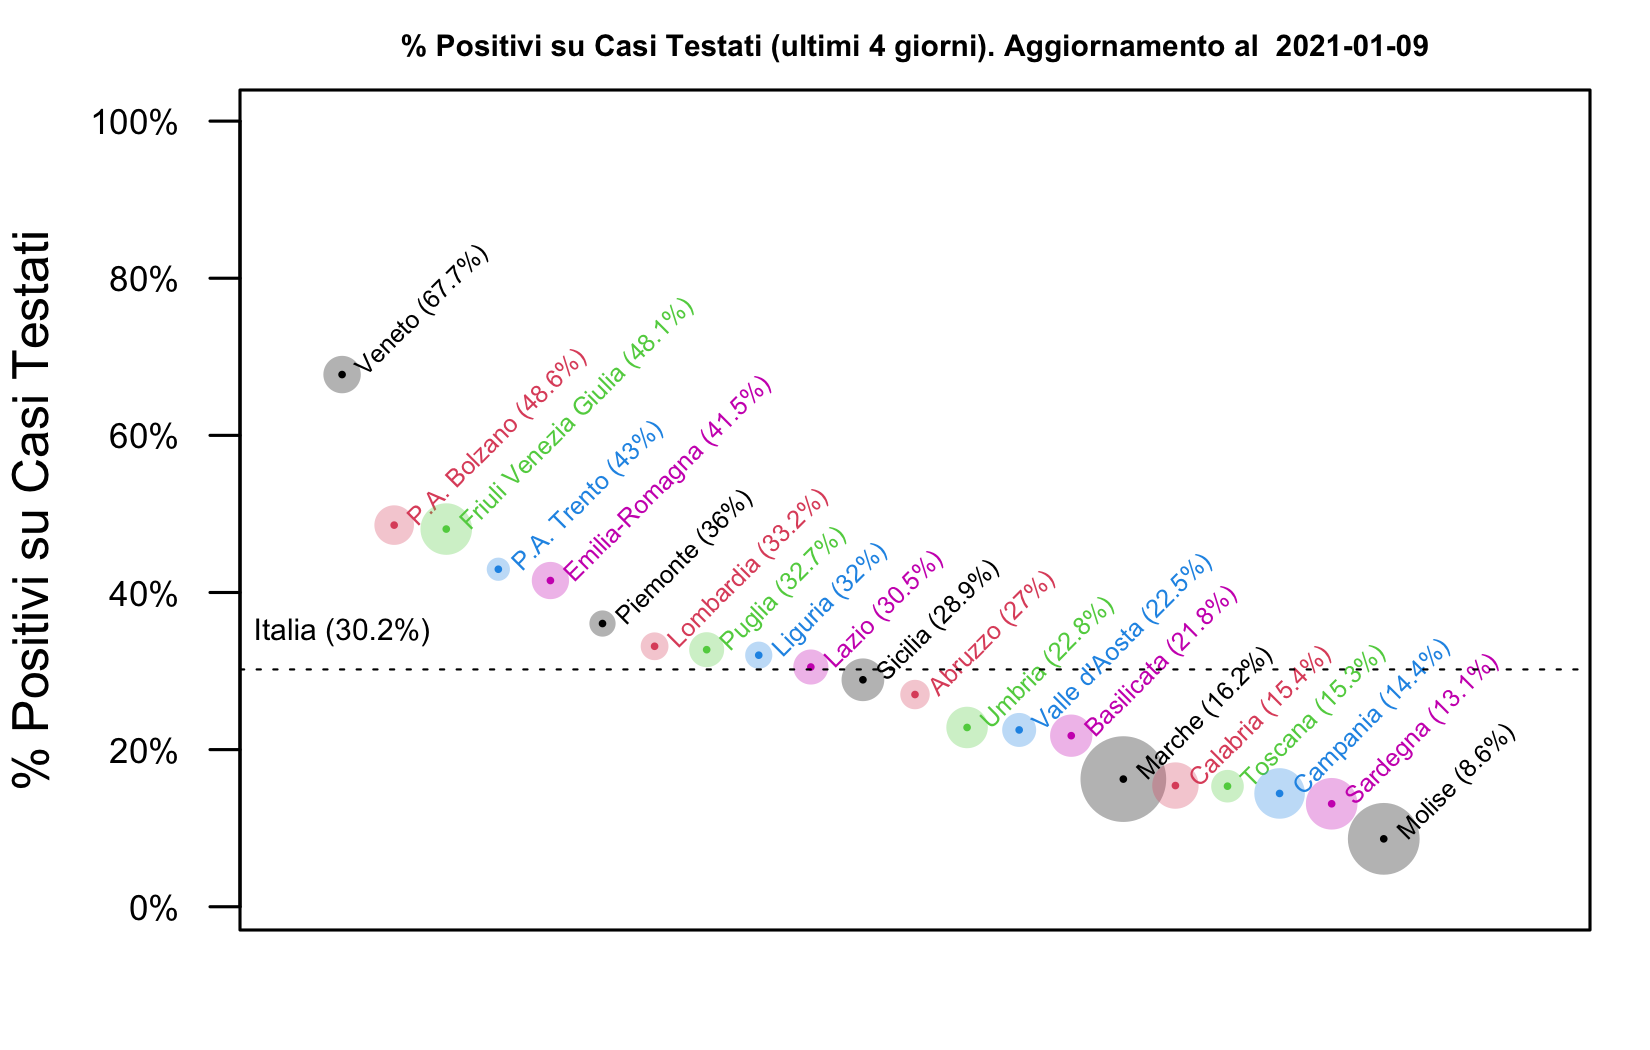 % Positivi su Casi Testati (ultimi 4 giorni). Aggiornamento al  2021-01-09
% Positivi su Casi Testati
100%
80%
60%
40%
20%
0%
Italia (30.2%)
Veneto (67.7%)
P.A. Bolzano (48.6%)
Friuli Venezia Giulia (48.1%)
P.A. Trento (43%)
Emilia-Romagna (41.5%)
Piemonte (36%)
Lombardia (33.2%)
Puglia (32.7%)
Liguria (32%)
Lazio (30.5%)
Sicilia (28.9%)
Abruzzo (27%)
Umbria (22.8%)
Valle d'Aosta (22.5%)
Basilicata (21.8%)
Marche (16.2%)
Calabria (15.4%)
Toscana (15.3%)
Campania (14.4%)
Sardegna (13.1%)
Molise (8.6%)